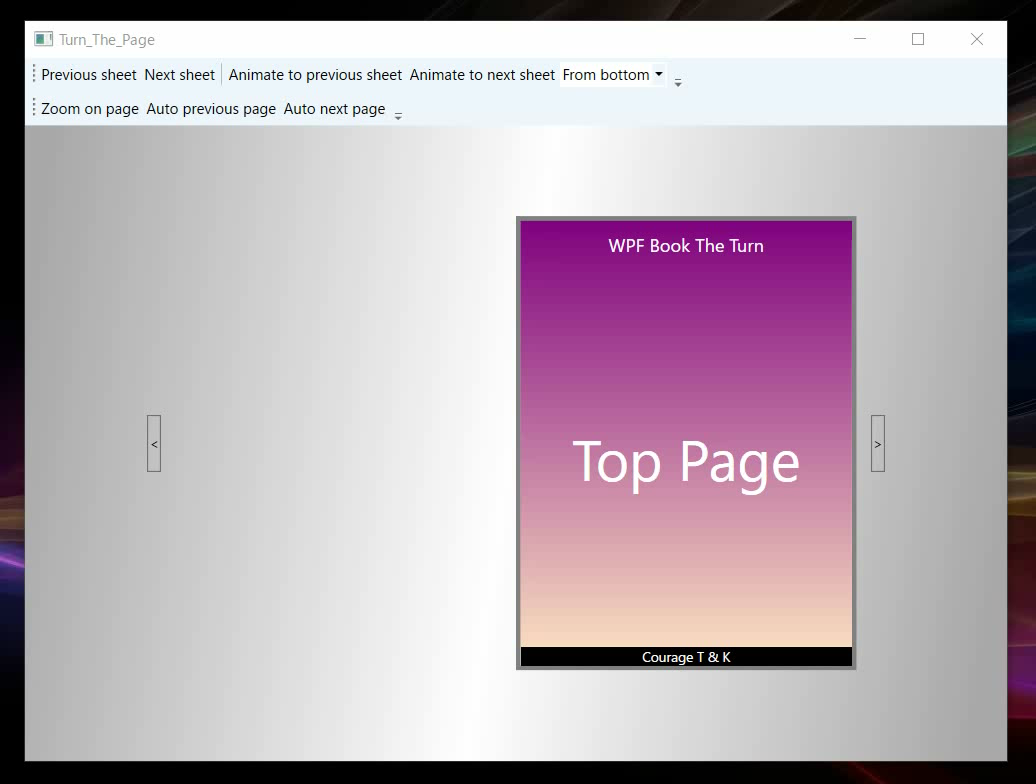 Turn_The_Page
Previous sheet Next sheet Animate to previous sheet Animate to next sheet From bottom
Zoom on page Auto previous page Auto next page
WPF Book The Turn
<
>
Top Page
Courage T & K